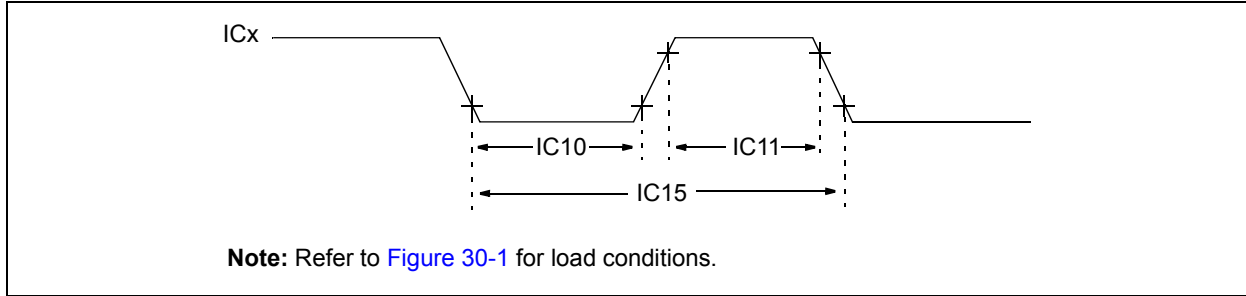 ICx
IC10
IC11
IC15
Note: Refer to Figure 30-1 for load conditions.